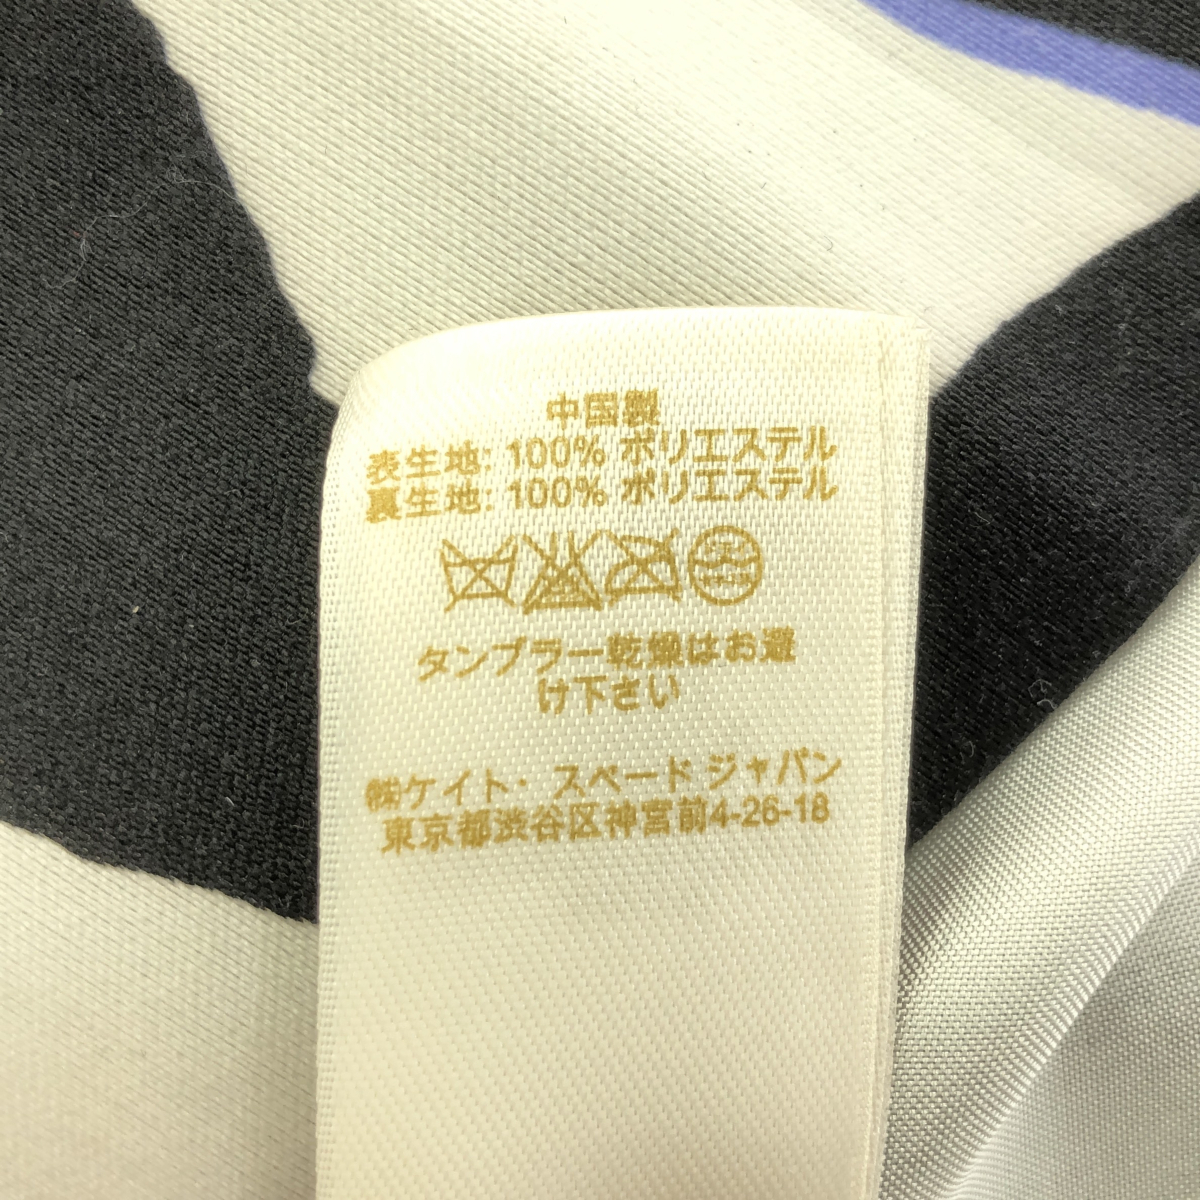 中国製
表生地: 100% ポリエステル
裏生地: 100% ポリエステル
タンブラー乾燥はお避
け下さい
㈱ケイト・スペード ジャパン
東京都渋谷区神宮前4-26-18